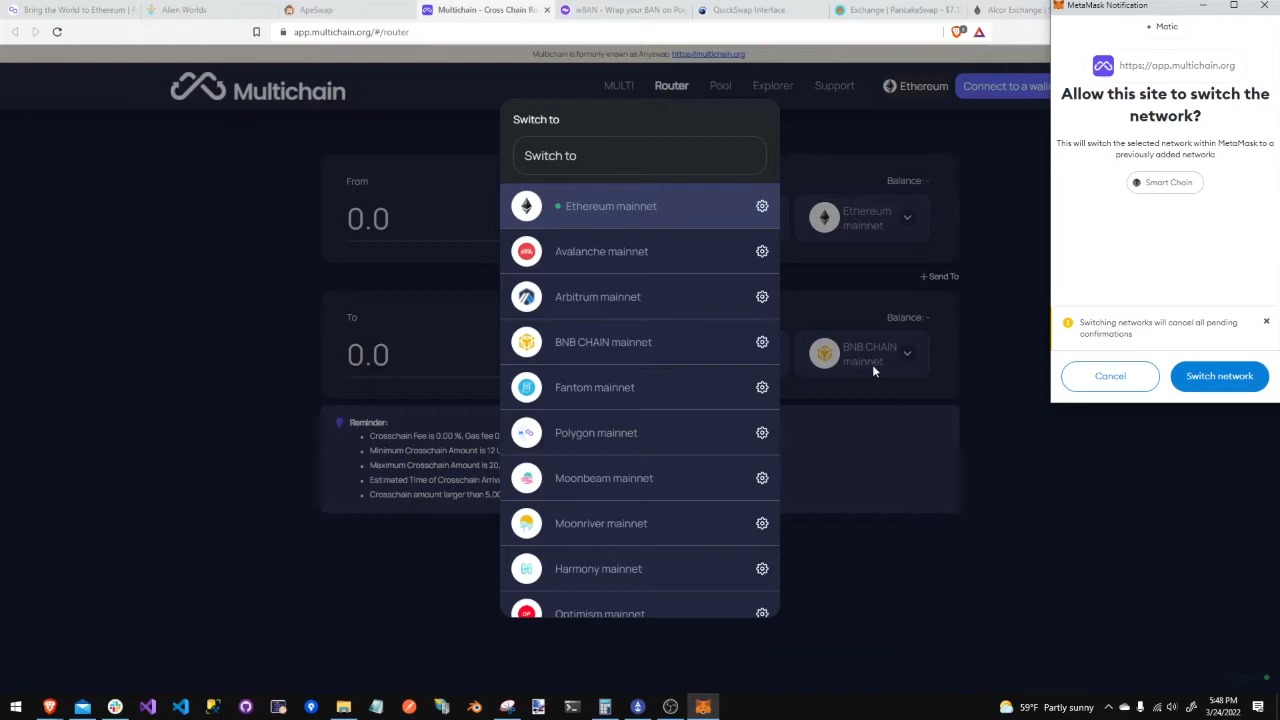 Bring the World to Ethereum | P
Alien Worlds
ApeSwap
Multichain - Cross Chain Ro
wBAN - Wrap your BAN on Poly
QuickSwap Interface
Exchange | PancakeSwap - $7.1
Alcor Exchange | S
MetaMask Notification
app.multichain.org/#/router
Multichain is formerly known as Anyswap https://multichain.org
Multichain
MULTI
Router
Pool
Explorer
Support
Ethereum
Connect to a walle
Switch to
Switch to
Ethereum mainnet
Avalanche mainnet
Arbitrum mainnet
BNB CHAIN mainnet
Fantom mainnet
Polygon mainnet
Moonbeam mainnet
Moonriver mainnet
Harmony mainnet
Optimism mainnet
From
Balance: -
0.0
Ethereum
mainnet
+ Send To
To
Balance: -
0.0
BNB CHAIN
mainnet
Reminder:
Crosschain Fee is 0.00 %, Gas fee 0
Minimum Crosschain Amount is 12 U
Maximum Crosschain Amount is 20,
Estimated Time of Crosschain Arriva
Crosschain amount larger than 5,00
Matic
https://app.multichain.org
Allow this site to switch the
network?
This will switch the selected network within MetaMask to a
previously added network:
Smart Chain
Switching networks will cancel all pending
confirmations
Cancel
Switch network
59°F Partly sunny
5:48 PM
3/24/2022